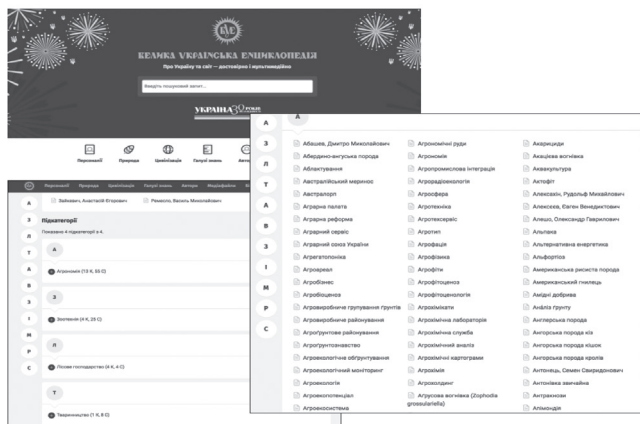 ВЕЛИКА УКРАЇНСЬКА ЕНЦИКЛОПЕДІЯ
Про Україну та світ — достовірно і мультимедійно
Введіть пошуковий запит...
УКРАЇНА 30
Персоналії Природа Цивілізація Галузі знань
Персоналії Природа Цивілізація Галузі знань Автори Медіафайли
Зайкевич, Анастасій Єгорович
Ремесло, Василь Миколайович
Підкатегорії
Показано 4 підкатегорії з 4.
А
Агрономія (13 К, 55 С)
З
Зоотехнія (4 К, 25 С)
Л
Лісове господарство (4 К, 4 С)
Т
Тваринництво (1 К, 8 С)
А
З
Л
Т
А
В
З
І
М
Р
С
А
З
Л
Т
А
В
З
І
М
Р
С
А
Абашев, Дмитро Миколайович
Абердино-ангуська порода
Аблактування
Австралійський меринос
Австралорп
Аграрна палата
Аграрна реформа
Аграрний сервіс
Аграрний союз України
Агрегатопоніка
Агроареал
Агробізнес
Агробіоценоз
Агровиробниче групування ґрунтів
Агровиробниче районування
Агроґрунтове районування
Агроґрунтознавство
Агроекологічне обґрунтування
Агроекологічний моніторинг
Агроекологія
Агроекопотенціал
Агроекосистема
Агрономічні руди
Агрономія
Агропромислова інтеграція
Агрорадіоекологія
Агросфера
Агротехніка
Агротехсервіс
Агротип
Агрофація
Агрофізика
Агрофіти
Агрофітоценоз
Агрофітоценологія
Агрохімікати
Агрохімічна лабораторія
Агрохімічна служба
Агрохімічний аналіз
Агрохімічні картограми
Агрохімія
Агрохолдинг
Агрусова вогнівка (Zophodia
grossulariella)
Акарициди
Акацієва вогнівка
Аквакультура
Актофіт
Алексахін, Рудольф Михайлович
Алексеєв, Євген Венедиктович
Алешо, Олександр Гаврилович
Альпака
Альтернативна енергетика
Альфортіоз
Американська рисиста порода
Американський гнилець
Амідні добрива
Аналіз ґрунту
Англерська порода
Ангорська порода кіз
Ангорська порода кішок
Ангорська порода кролів
Антонець, Семен Свиридонович
Антонівка звичайна
Антракнози
Апімондія